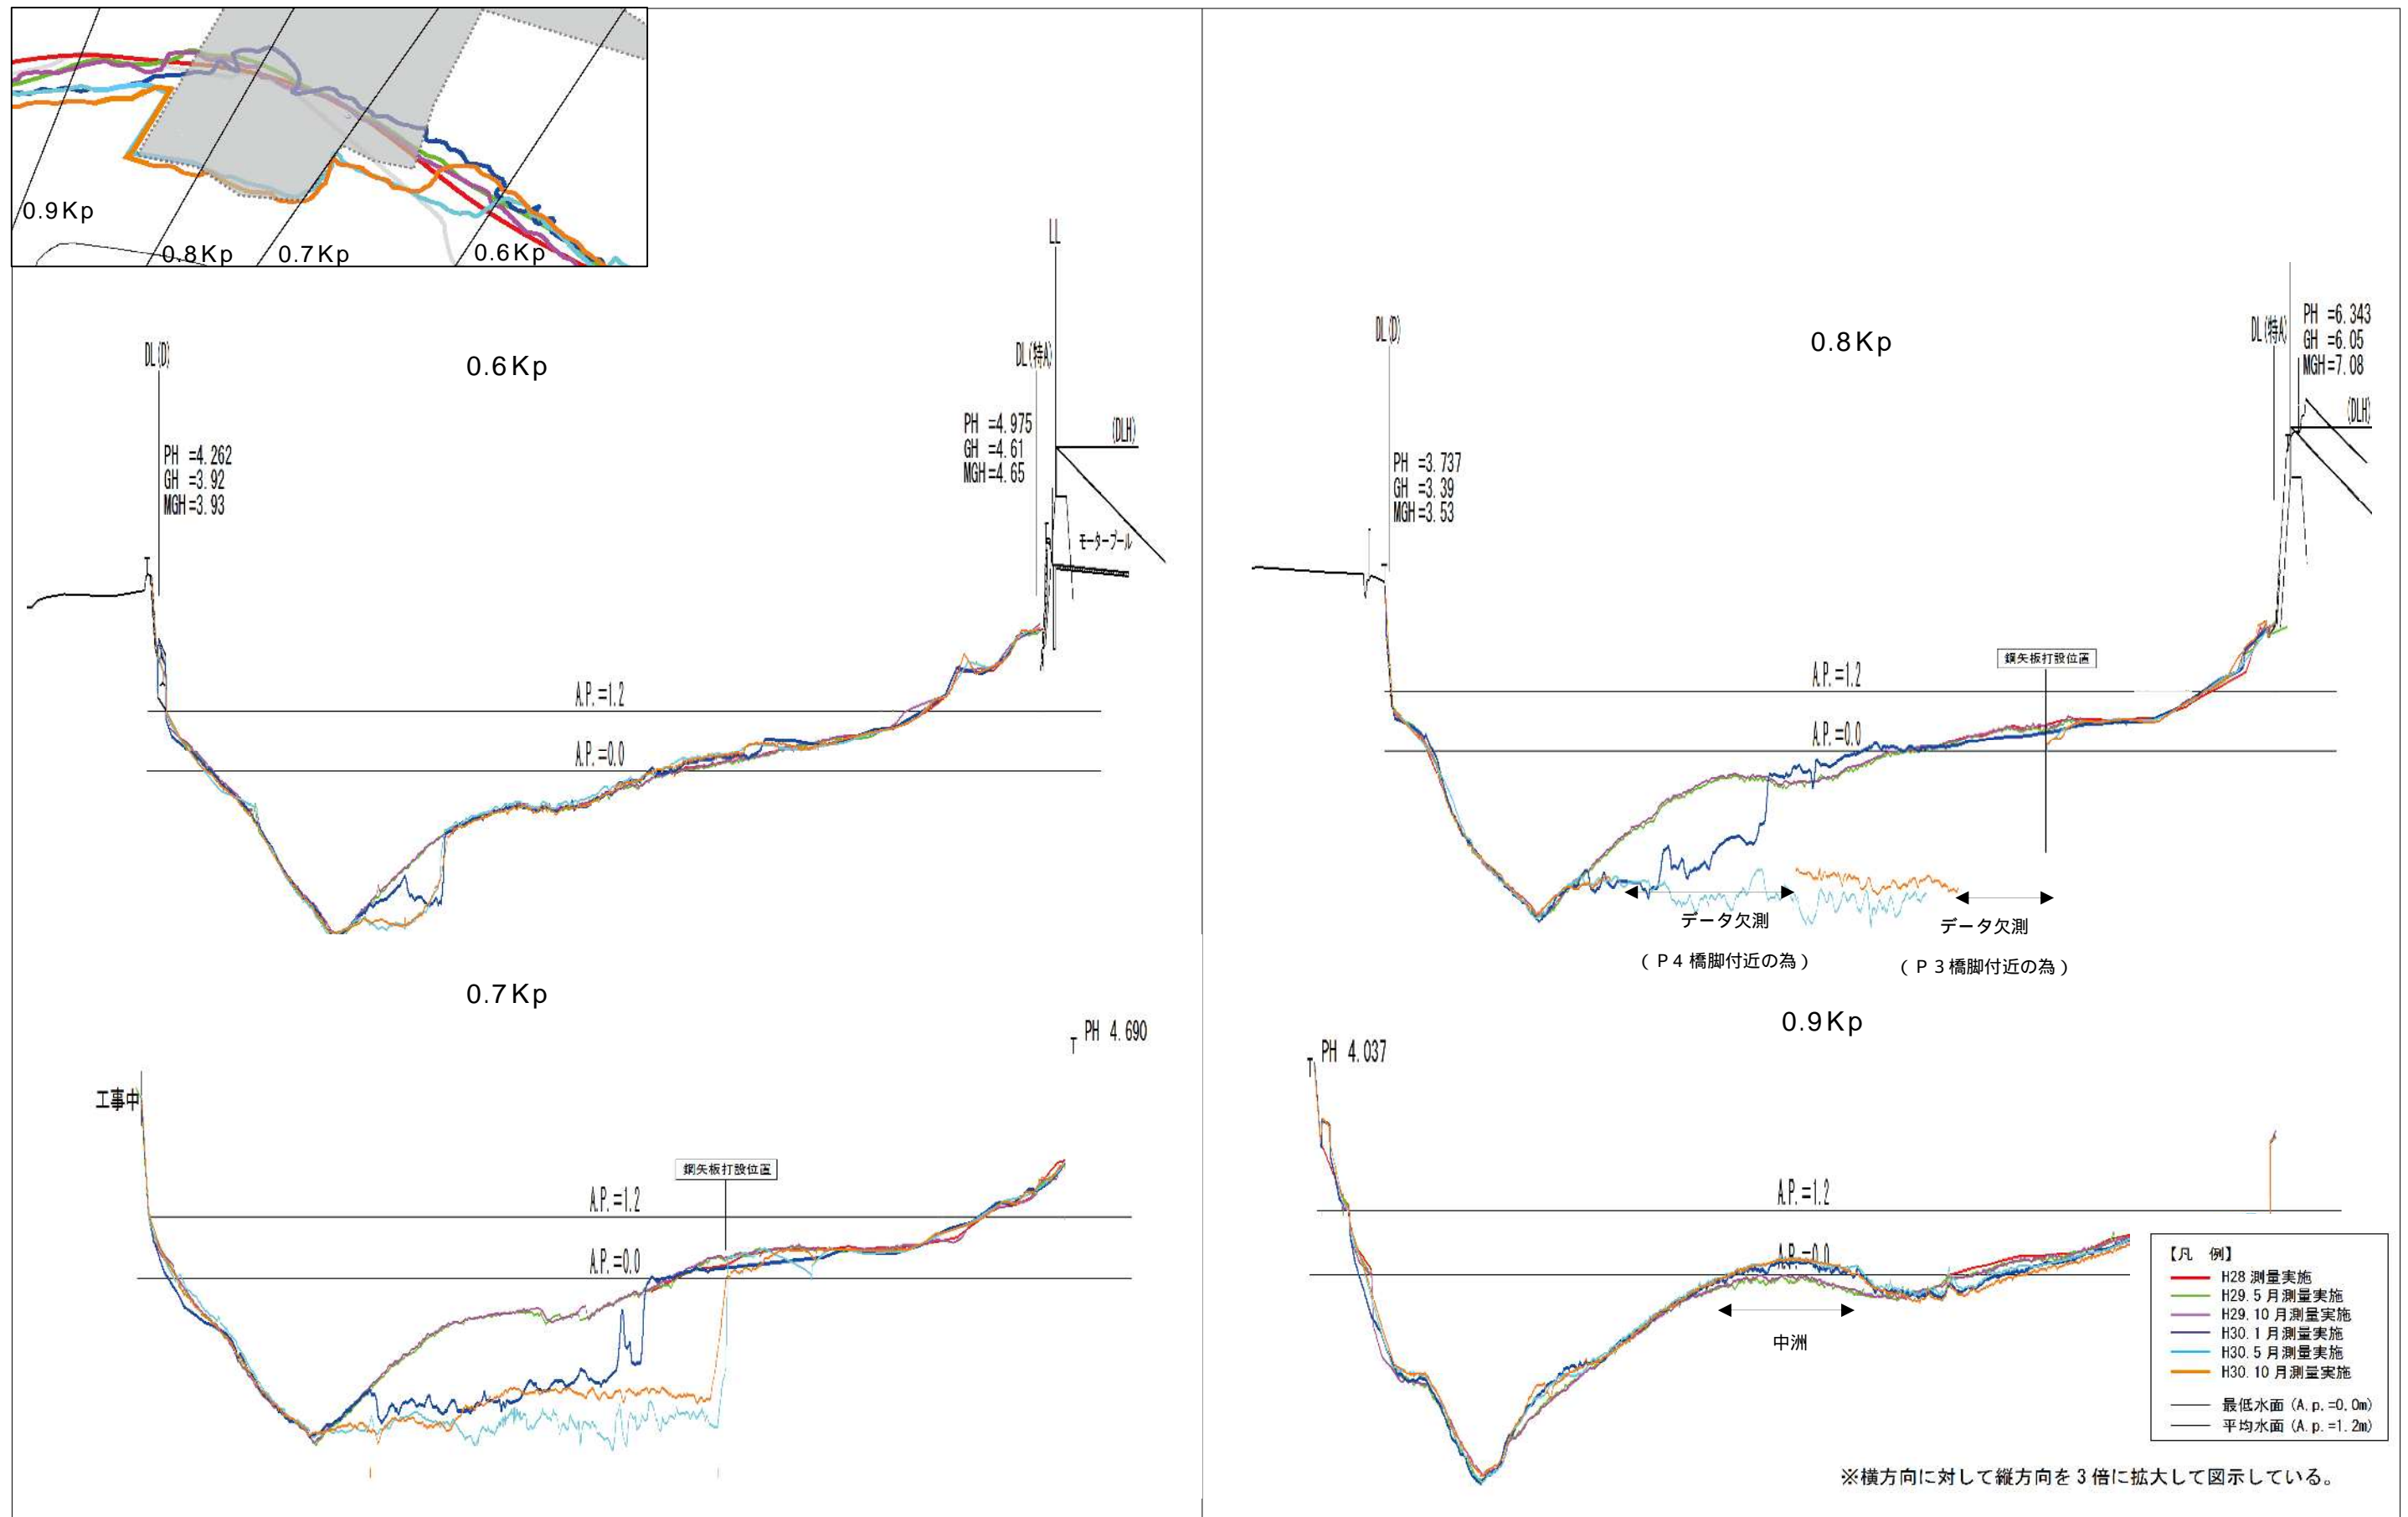 0.9Kp
0.8Kp
0.7Kp
0.6Kp
0.6Kp
DL(D)
PH =4.262
GH =3.92
MGH=3.93
LL
DL(特A)
PH =4.975
GH =4.61
MGH=4.65
(DLH)
モータープール
A.P.=1.2
A.P.=0.0
0.8Kp
DL(D)
PH =3.737
GH =3.39
MGH=3.53
DL(特A)
PH =6.343
GH =6.05
MGH=7.08
(DLH)
鋼矢板打設位置
A.P.=1.2
A.P.=0.0
データ欠測
(P4橋脚付近の為)
データ欠測
(P3橋脚付近の為)
0.7Kp
PH 4.690
工事中
鋼矢板打設位置
A.P.=1.2
A.P.=0.0
0.9Kp
PH 4.037
A.P.=1.2
A.P.=0.0
中洲
【凡 例】
H28 測量実施
H29.5 月測量実施
H29.10 月測量実施
H30.1 月測量実施
H30.5 月測量実施
H30.10 月測量実施
最低水面 (A.p.=0.0m)
平均水面 (A.p.=1.2m)
※横方向に対して縦方向を3倍に拡大して図示している。